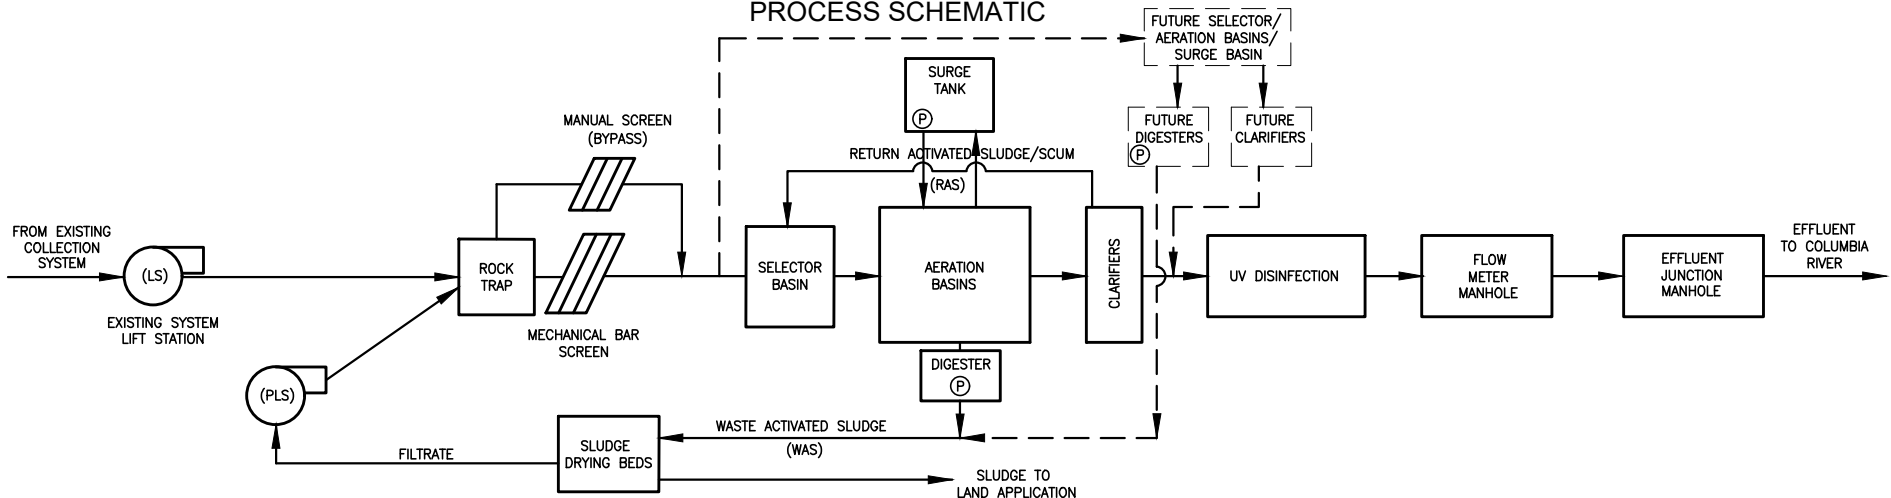 PROCESS SCHEMATIC
FUTURE SELECTOR/
AERATION BASINS/
SURGE BASIN
SURGE
TANK
P
FUTURE
DIGESTERS
P
FUTURE
CLARIFIERS
MANUAL SCREEN
(BYPASS)
RETURN ACTIVATED SLUDGE/SCUM
(RAS)
FROM EXISTING
COLLECTION
SYSTEM
(LS)
EXISTING SYSTEM
LIFT STATION
ROCK
TRAP
MECHANICAL BAR
SCREEN
SELECTOR
BASIN
AERATION
BASINS
CLARIFIERS
UV DISINFECTION
FLOW
METER
MANHOLE
EFFLUENT
JUNCTION
MANHOLE
EFFLUENT
TO COLUMBIA
RIVER
DIGESTER
P
(PLS)
WASTE ACTIVATED SLUDGE
(WAS)
FILTRATE
SLUDGE
DRYING BEDS
SLUDGE TO
LAND APPLICATION